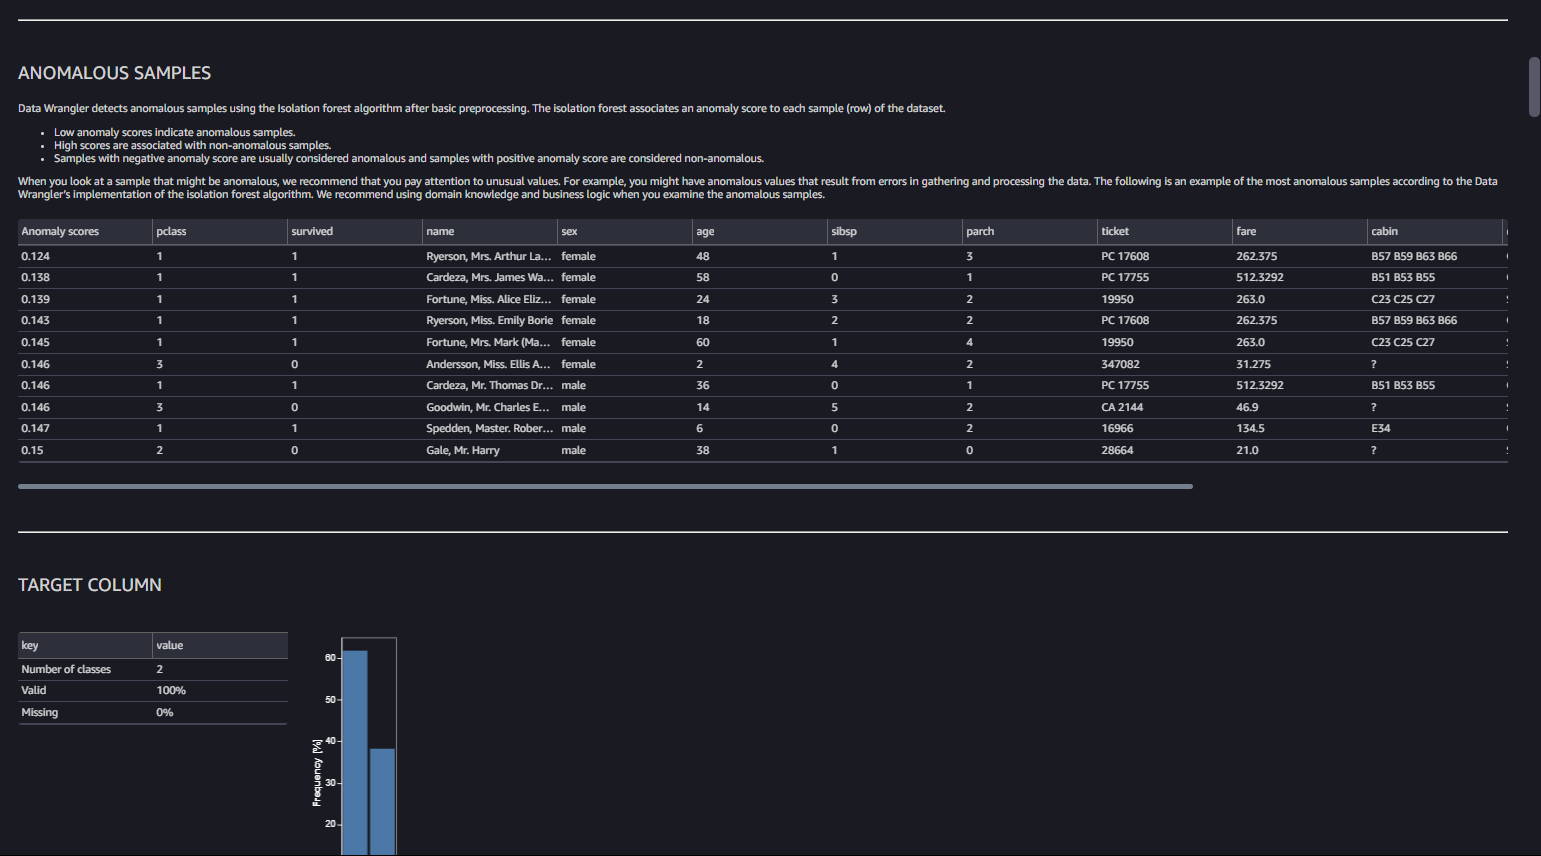 ANOMALOUS SAMPLES
Data Wrangler detects anomalous samples using the Isolation forest algorithm after basic preprocessing. The isolation forest associates an anomaly score to each sample (row) of the dataset.
• Low anomaly scores indicate anomalous samples.
• High scores are associated with non-anomalous samples.
• Samples with negative anomaly score are usually considered anomalous and samples with positive anomaly score are considered non-anomalous.
When you look at a sample that might be anomalous, we recommend that you pay attention to unusual values. For example, you might have anomalous values that result from errors in gathering and processing the data. The following is an example of the most anomalous samples according to the Data
Wrangler's implementation of the isolation forest algorithm. We recommend using domain knowledge and business logic when you examine the anomalous samples.
Anomaly scores pclass survived name sex age sibsp parch ticket fare cabin
0.124 1 1 Ryerson, Mrs. Arthur La... female 48 1 3 PC 17608 262.375 B57 B59 B63 B66
0.138 1 1 Cardeza, Mrs. James Wa... female 58 0 1 PC 17755 512.3292 B51 B53 B55
0.139 1 1 Fortune, Miss. Alice Eliz... female 24 3 2 19950 263.0 C23 C25 C27
0.143 1 1 Ryerson, Miss. Emily Borie female 18 2 2 PC 17608 262.375 B57 B59 B63 B66
0.145 1 1 Fortune, Mrs. Mark (Ma... female 60 1 4 19950 263.0 C23 C25 C27
0.146 3 0 Andersson, Miss. Ellis A... female 2 4 2 347082 31.275 ?
0.146 1 1 Cardeza, Mr. Thomas Dr... male 36 0 1 PC 17755 512.3292 B51 B53 B55
0.146 3 0 Goodwin, Mr. Charles E... male 14 5 2 CA 2144 46.9 ?
0.147 1 1 Spedden, Master. Rober... male 6 0 2 16966 134.5 E34
0.15 2 0 Gale, Mr. Harry male 38 1 0 28664 21.0 ?
TARGET COLUMN
key value
Number of classes 2
Valid 100%
Missing 0%
Frequency [%]
60
50
40
30
20